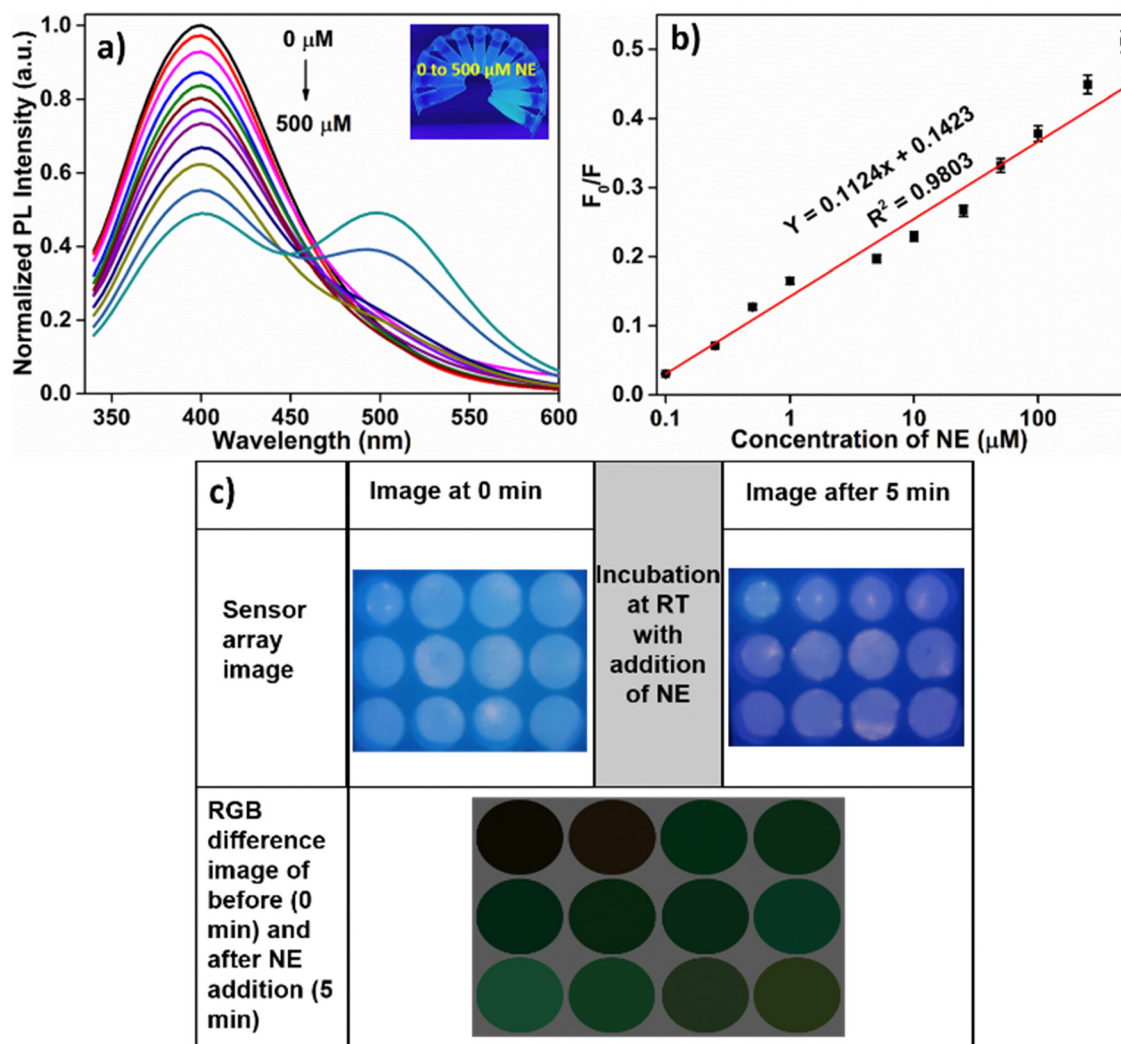 a)
Normalized PL Intensity (a.u.)
1.0
0.8
0.6
0.4
0.2
0.0
0 μM
500 μM
0 to 500 μM NE
350
400
450
500
550
600
Wavelength (nm)
b)
F₀/F
0.5
0.4
0.3
0.2
0.1
0.0
Y = 0.1124x + 0.1423
R² = 0.9803
0.1
1
10
100
Concentration of NE (μM)
c)
Image at 0 min
Image after 5 min
Sensor
array
image
Incubation
at RT
with
addition
of NE
RGB
difference
image of
before (0
min) and
after NE
addition (5
min)